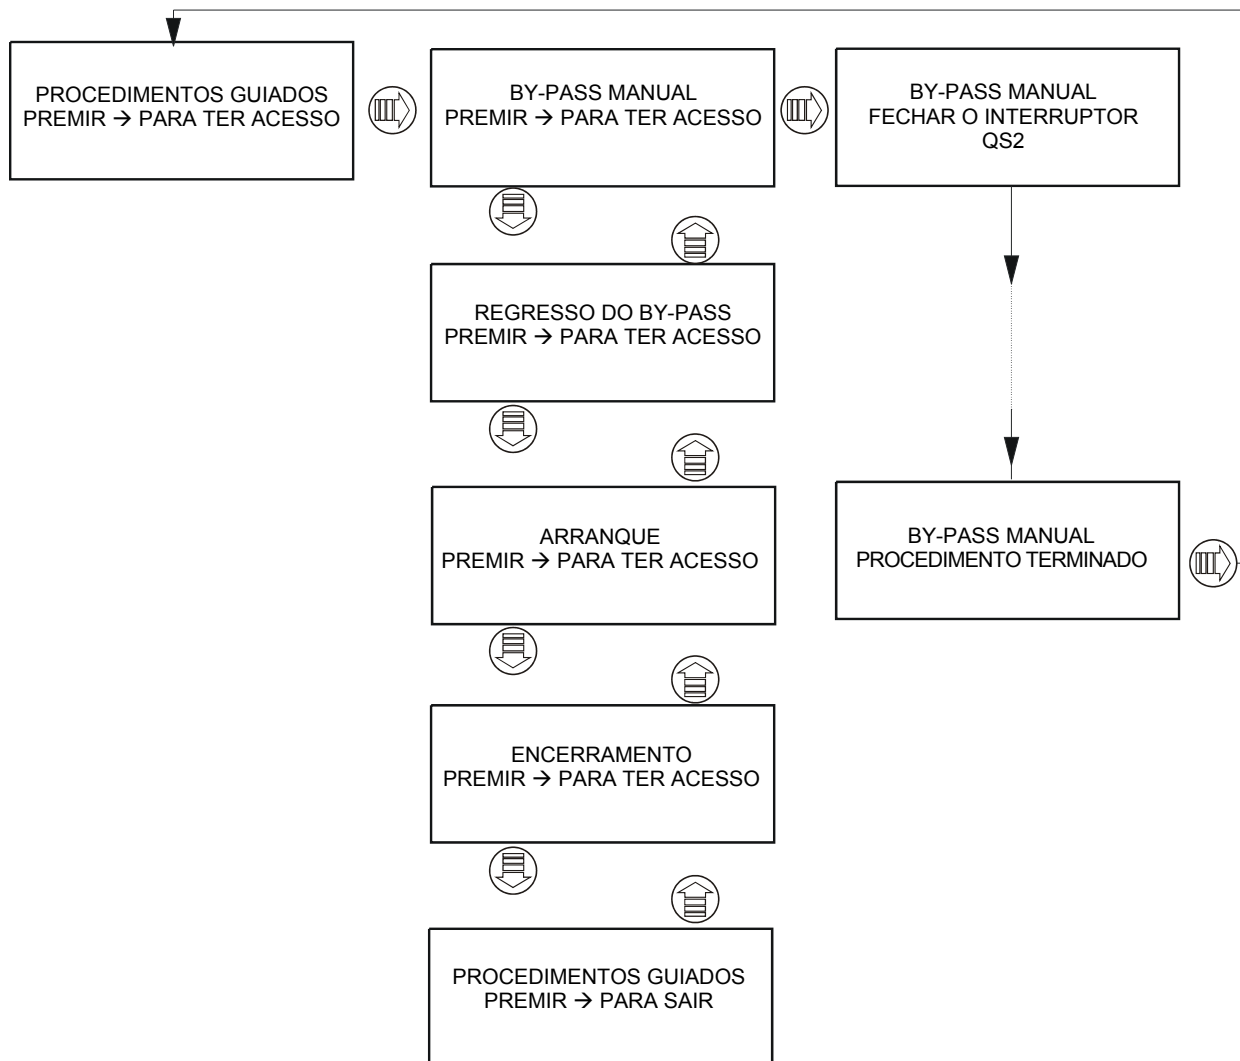 PROCEDIMENTOS GUIADOS
PREMIR → PARA TER ACESSO
BY-PASS MANUAL
PREMIR → PARA TER ACESSO
BY-PASS MANUAL
FECHAR O INTERRUPTOR
QS2
REGRESSO DO BY-PASS
PREMIR → PARA TER ACESSO
ARRANQUE
PREMIR → PARA TER ACESSO
BY-PASS MANUAL
PROCEDIMENTO TERMINADO
ENCERRAMENTO
PREMIR → PARA TER ACESSO
PROCEDIMENTOS GUIADOS
PREMIR → PARA SAIR